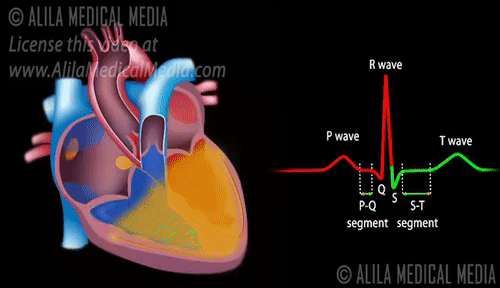 © ALILA MEDICAL MEDIA
License this video at
www.AlilaMedicalMedia.com
R wave
P wave
T wave
Q
S
P-Q
segment
S-T
segment
© ALILA MEDICAL MEDIA